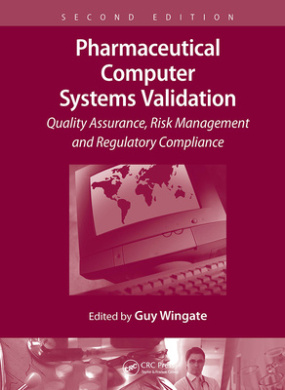 SECOND EDITION
Pharmaceutical
Computer
Systems Validation
Quality Assurance, Risk Management
and Regulatory Compliance
Edited by Guy Wingate
CRC Press